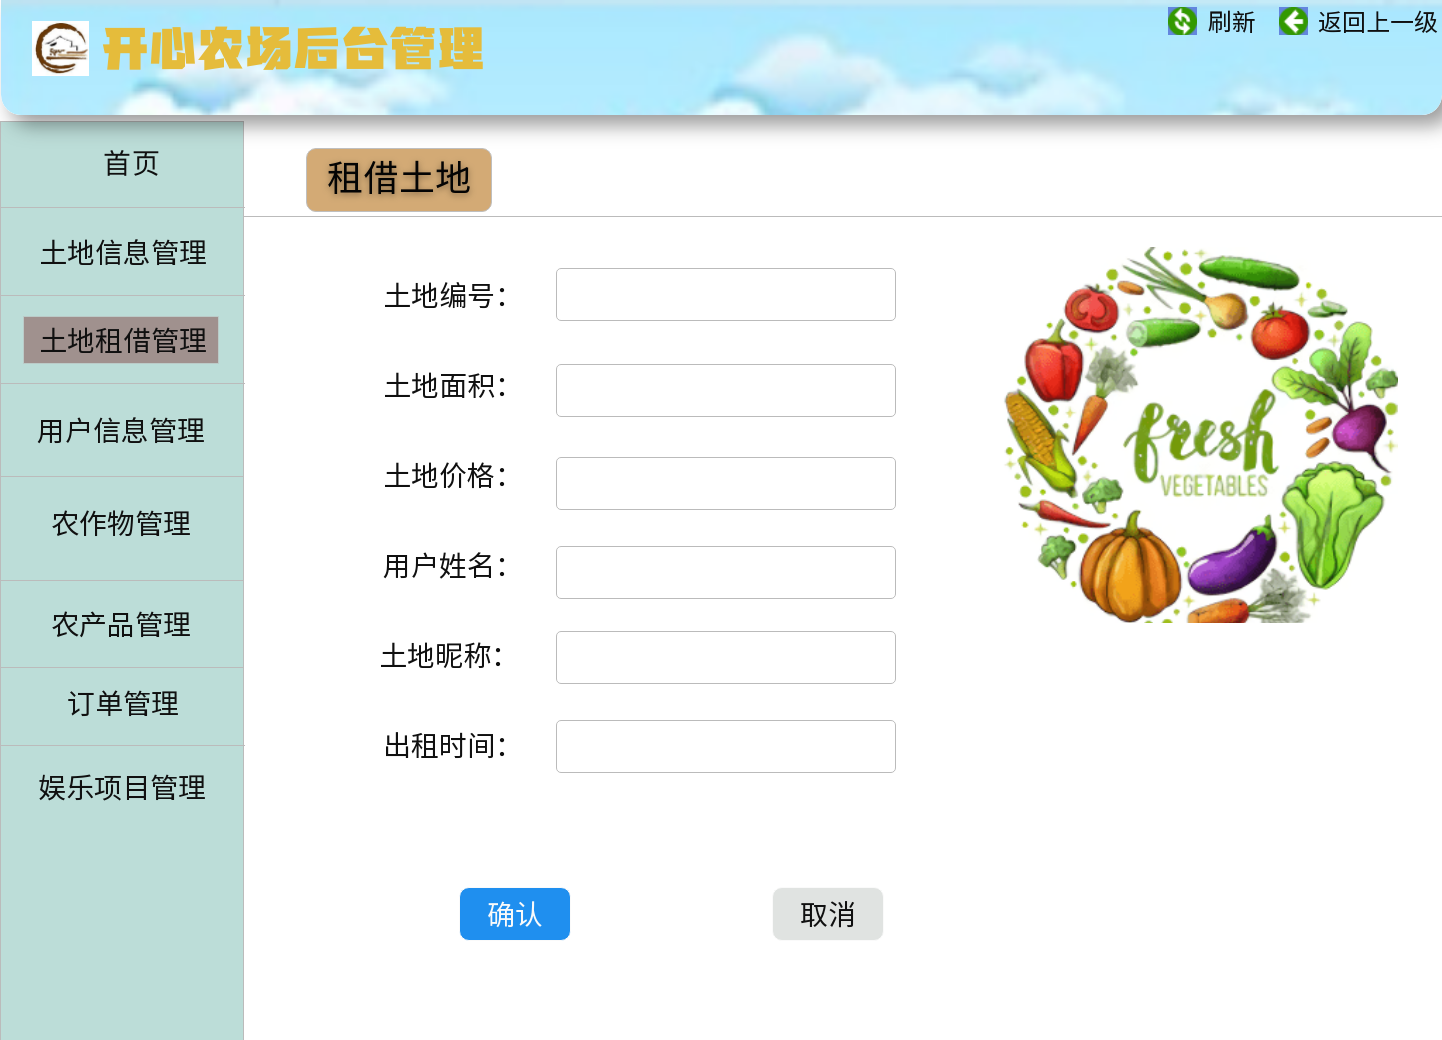 开心农场后台管理
刷新
返回上一级
首页
土地信息管理
土地租借管理
用户信息管理
农作物管理
农产品管理
订单管理
娱乐项目管理
租借土地
土地编号：
土地面积：
土地价格：
用户姓名：
土地昵称：
出租时间：
确认
取消
fresh
VEGETABLES